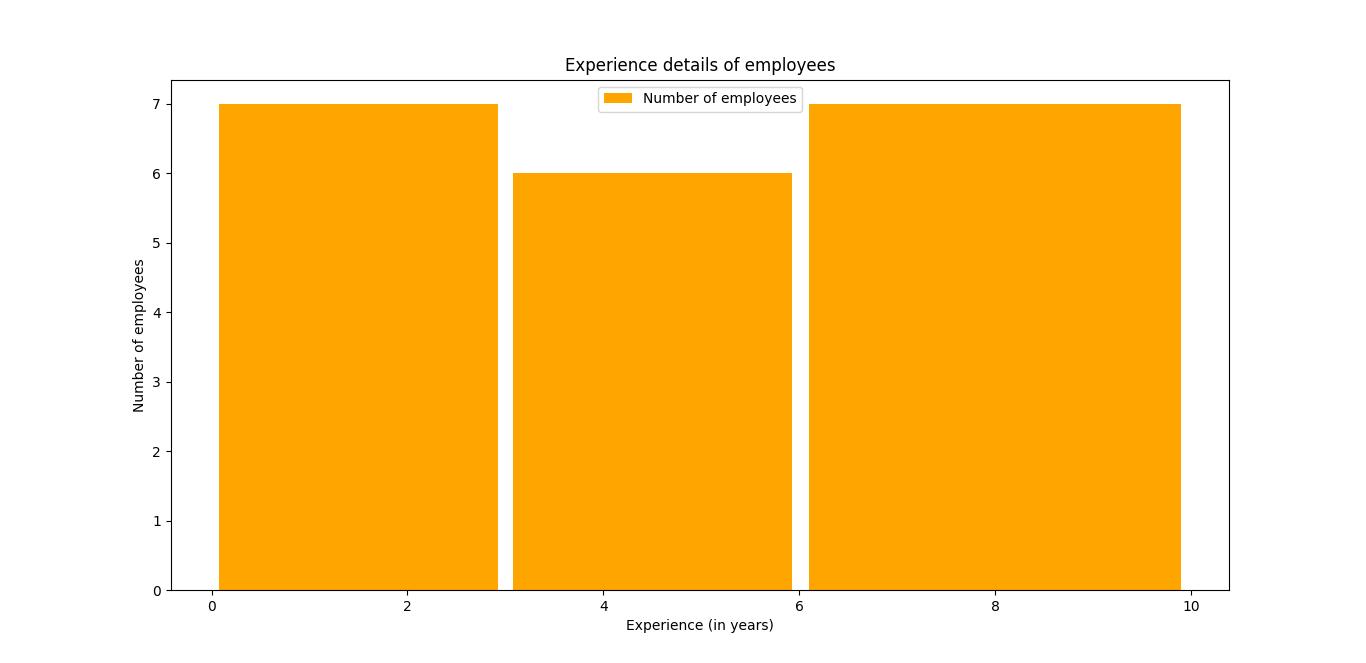 Experience details of employees
Number of employees
7
6
5
4
3
2
1
0
Number of employees
0 2 4 6 8 10
Experience (in years)